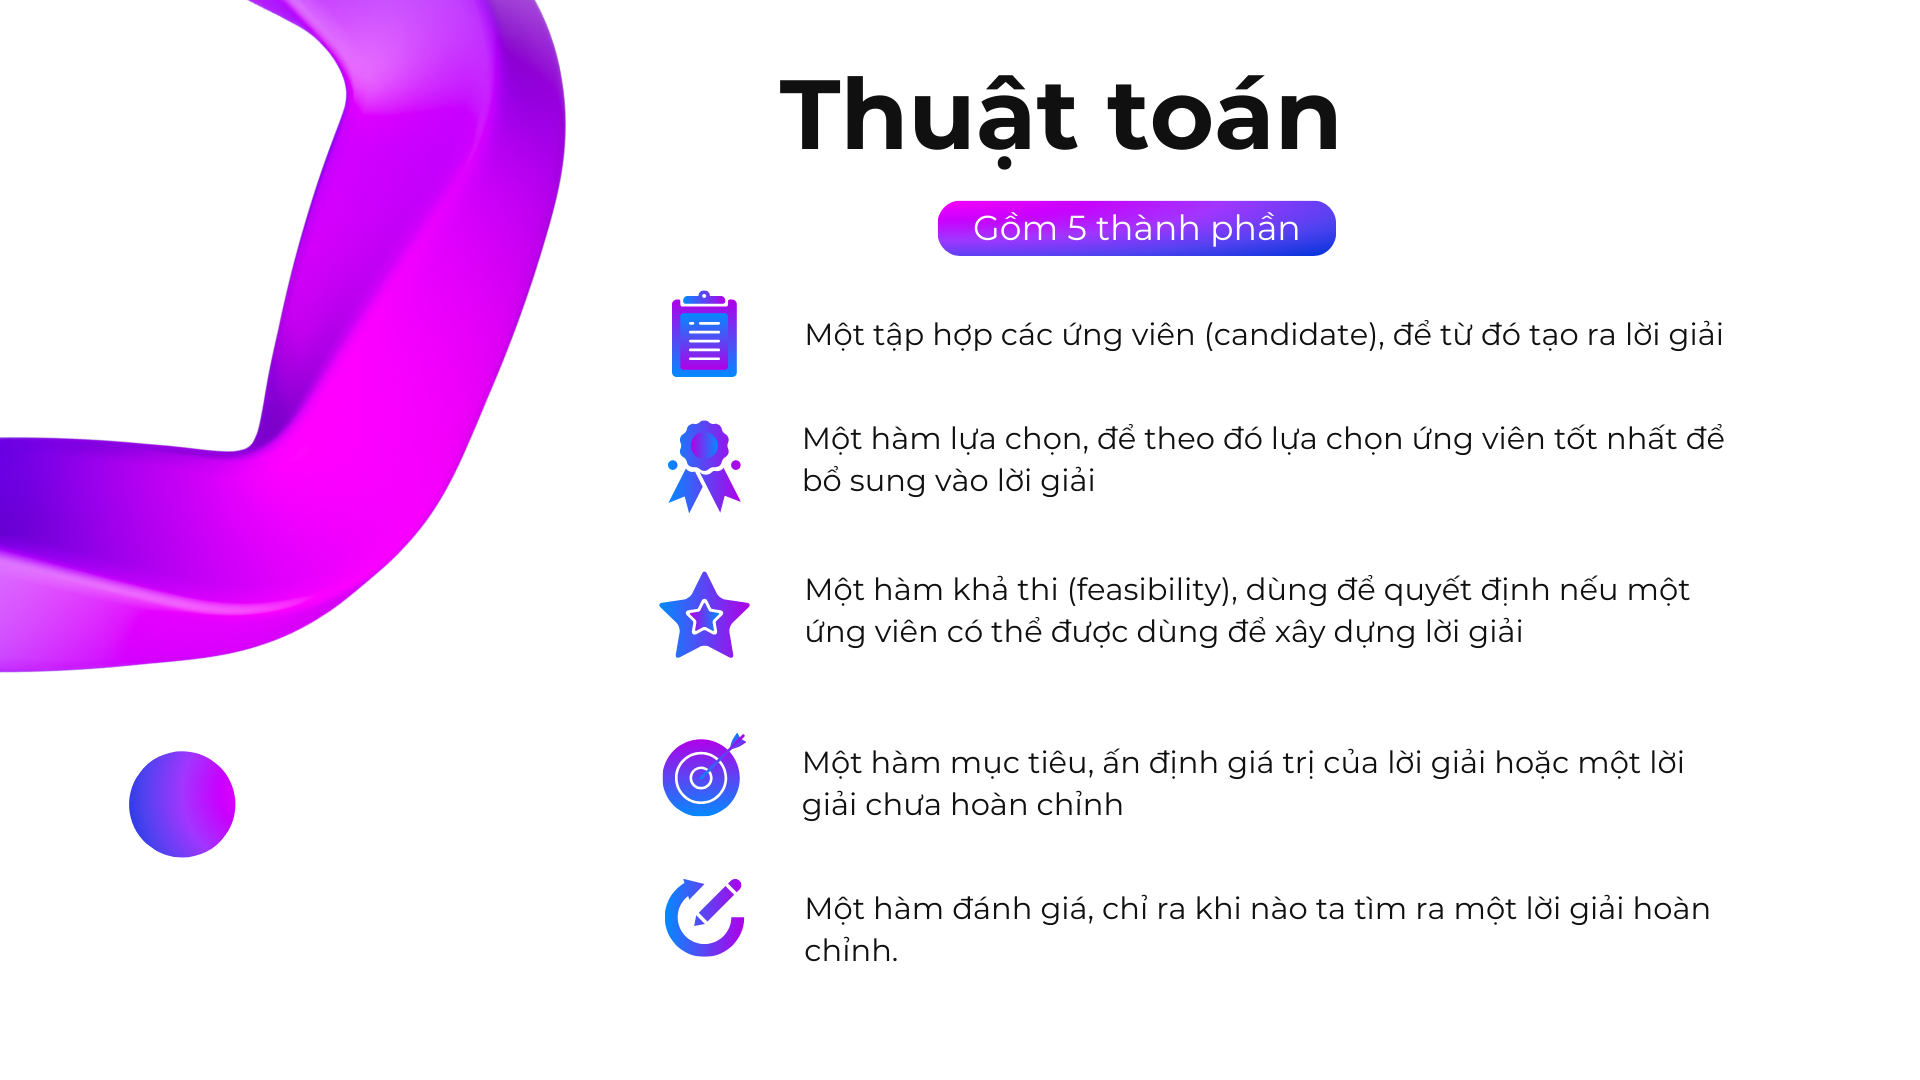 Thuật toán
Gồm 5 thành phần
Một tập hợp các ứng viên (candidate), để từ đó tạo ra lời giải
Một hàm lựa chọn, để theo đó lựa chọn ứng viên tốt nhất để
bổ sung vào lời giải
Một hàm khả thi (feasibility), dùng để quyết định nếu một
ứng viên có thể được dùng để xây dựng lời giải
Một hàm mục tiêu, ấn định giá trị của lời giải hoặc một lời
giải chưa hoàn chỉnh
Một hàm đánh giá, chỉ ra khi nào ta tìm ra một lời giải hoàn
chỉnh.